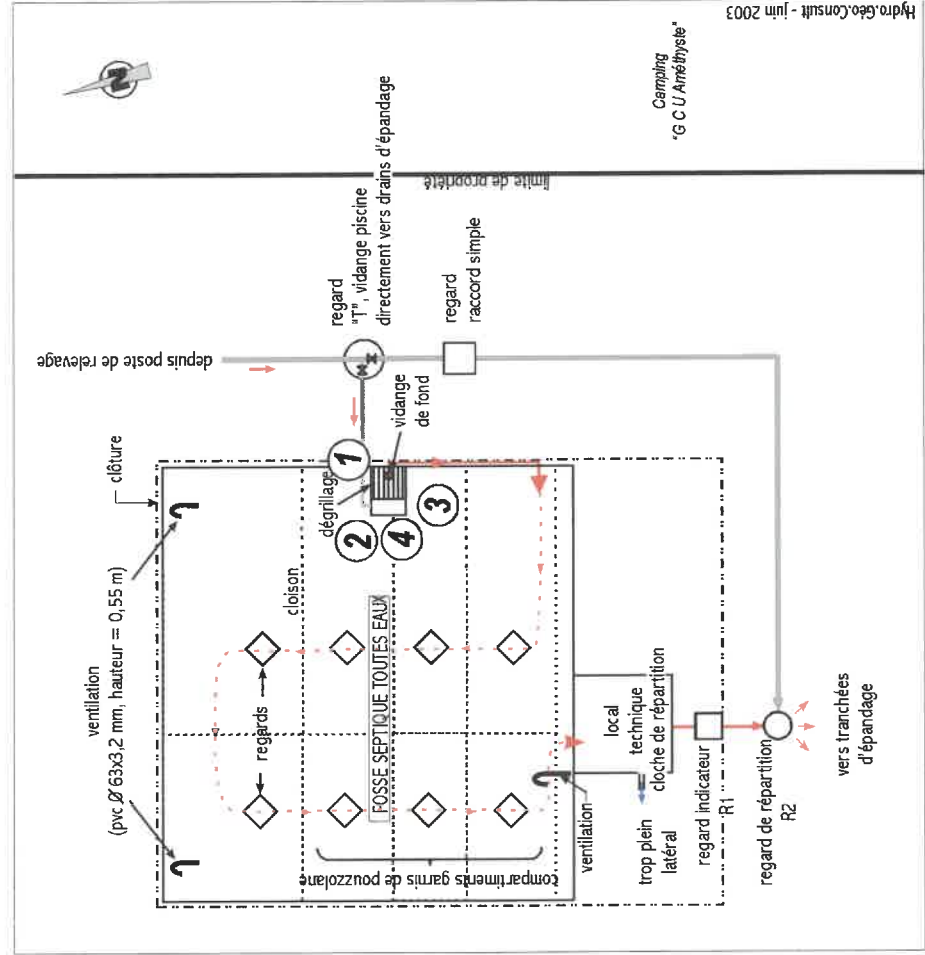 Hydro.Géo.Consult - juin 2003
N
Camping
"G C U Améthyste"
limite de propriété
depuis poste de relevage
regard
"T", vidange piscine
directement vers drains d'épandage
regard
raccord simple
clôture
ventilation
(pvc Ø 63x3,2 mm, hauteur = 0,55 m)
1
dégrillage
vidange
de fond
2
4
3
cloison
regards
FOSSE SEPTIQUE TOUTES EAUX
compartiments garnis de pouzzolane
ventilation
local
technique
cloche de répartition
trop plein
latéral
regard indicateur
R1
regard de répartition
R2
vers tranchées
d'épandage